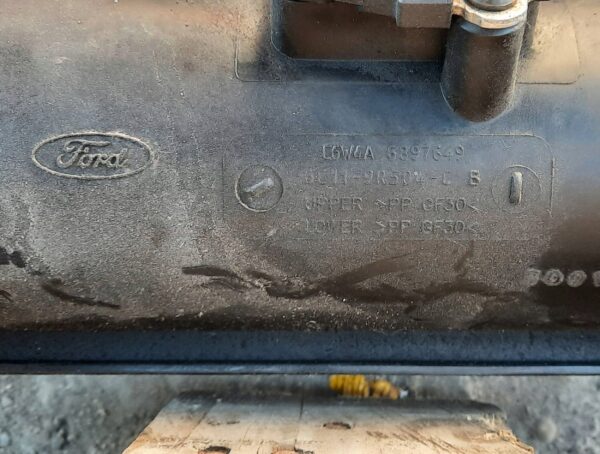 Ford
C6W4A 6897649
B
UPPER >PP GF30<
LOWER >PP GF30<